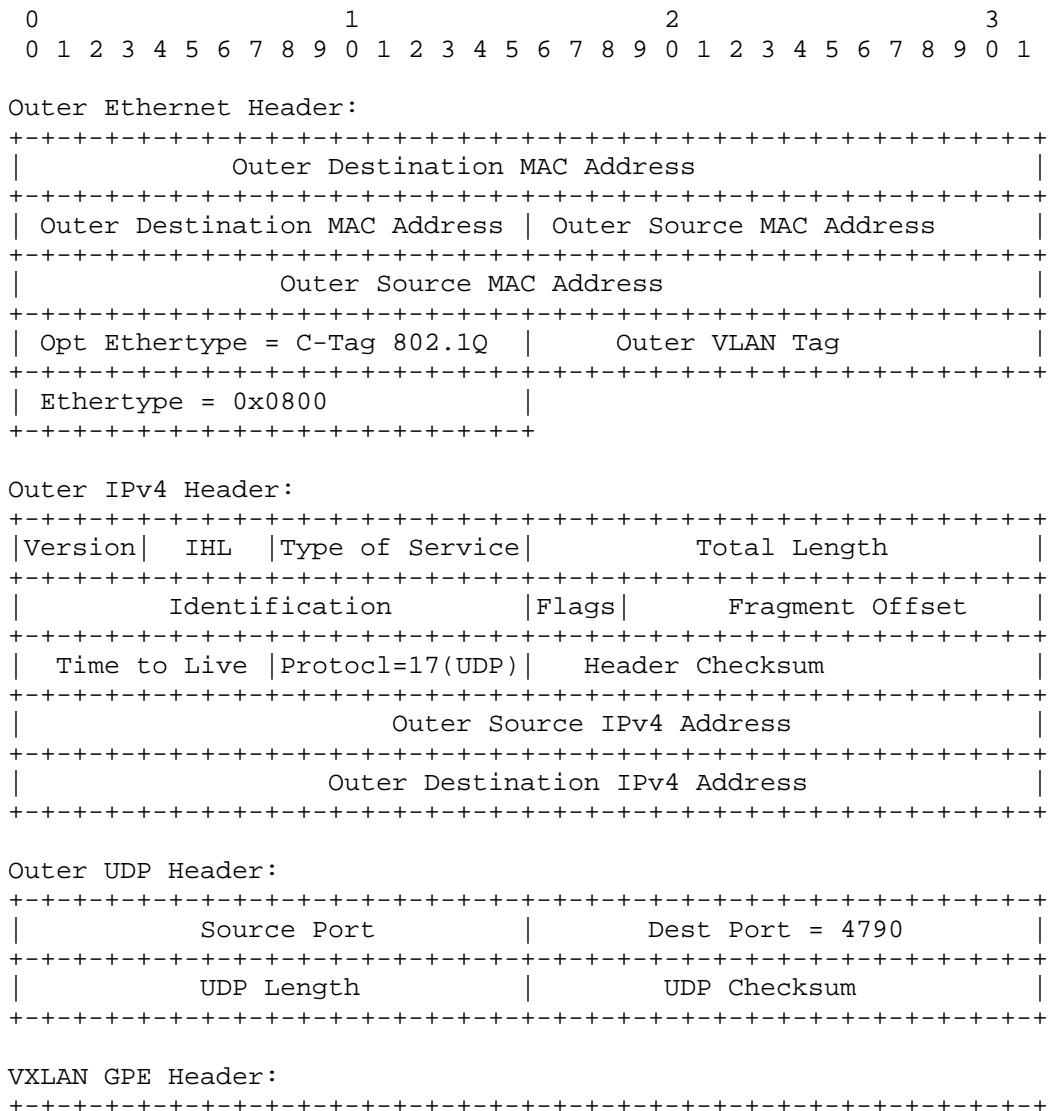 0                   1                   2                   3
 0 1 2 3 4 5 6 7 8 9 0 1 2 3 4 5 6 7 8 9 0 1 2 3 4 5 6 7 8 9 0 1

Outer Ethernet Header:
+-+-+-+-+-+-+-+-+-+-+-+-+-+-+-+-+-+-+-+-+-+-+-+-+-+-+-+-+-+-+-+-+
|             Outer Destination MAC Address                     |
+-+-+-+-+-+-+-+-+-+-+-+-+-+-+-+-+-+-+-+-+-+-+-+-+-+-+-+-+-+-+-+-+
| Outer Destination MAC Address | Outer Source MAC Address      |
+-+-+-+-+-+-+-+-+-+-+-+-+-+-+-+-+-+-+-+-+-+-+-+-+-+-+-+-+-+-+-+-+
|                Outer Source MAC Address                       |
+-+-+-+-+-+-+-+-+-+-+-+-+-+-+-+-+-+-+-+-+-+-+-+-+-+-+-+-+-+-+-+-+
| Opt Ethertype = C-Tag 802.1Q  |     Outer VLAN Tag            |
+-+-+-+-+-+-+-+-+-+-+-+-+-+-+-+-+-+-+-+-+-+-+-+-+-+-+-+-+-+-+-+-+
| Ethertype = 0x0800            |
+-+-+-+-+-+-+-+-+-+-+-+-+-+-+-+-+

Outer IPv4 Header:
+-+-+-+-+-+-+-+-+-+-+-+-+-+-+-+-+-+-+-+-+-+-+-+-+-+-+-+-+-+-+-+-+
|Version|  IHL  |Type of Service|          Total Length         |
+-+-+-+-+-+-+-+-+-+-+-+-+-+-+-+-+-+-+-+-+-+-+-+-+-+-+-+-+-+-+-+-+
|         Identification        |Flags|      Fragment Offset    |
+-+-+-+-+-+-+-+-+-+-+-+-+-+-+-+-+-+-+-+-+-+-+-+-+-+-+-+-+-+-+-+-+
|  Time to Live |Protocl=17(UDP)|   Header Checksum             |
+-+-+-+-+-+-+-+-+-+-+-+-+-+-+-+-+-+-+-+-+-+-+-+-+-+-+-+-+-+-+-+-+
|                       Outer Source IPv4 Address               |
+-+-+-+-+-+-+-+-+-+-+-+-+-+-+-+-+-+-+-+-+-+-+-+-+-+-+-+-+-+-+-+-+
|                   Outer Destination IPv4 Address              |
+-+-+-+-+-+-+-+-+-+-+-+-+-+-+-+-+-+-+-+-+-+-+-+-+-+-+-+-+-+-+-+-+

Outer UDP Header:
+-+-+-+-+-+-+-+-+-+-+-+-+-+-+-+-+-+-+-+-+-+-+-+-+-+-+-+-+-+-+-+-+
|           Source Port         |       Dest Port = 4790        |
+-+-+-+-+-+-+-+-+-+-+-+-+-+-+-+-+-+-+-+-+-+-+-+-+-+-+-+-+-+-+-+-+
|           UDP Length          |        UDP Checksum           |
+-+-+-+-+-+-+-+-+-+-+-+-+-+-+-+-+-+-+-+-+-+-+-+-+-+-+-+-+-+-+-+-+

VXLAN GPE Header:
+-+-+-+-+-+-+-+-+-+-+-+-+-+-+-+-+-+-+-+-+-+-+-+-+-+-+-+-+-+-+-+-+